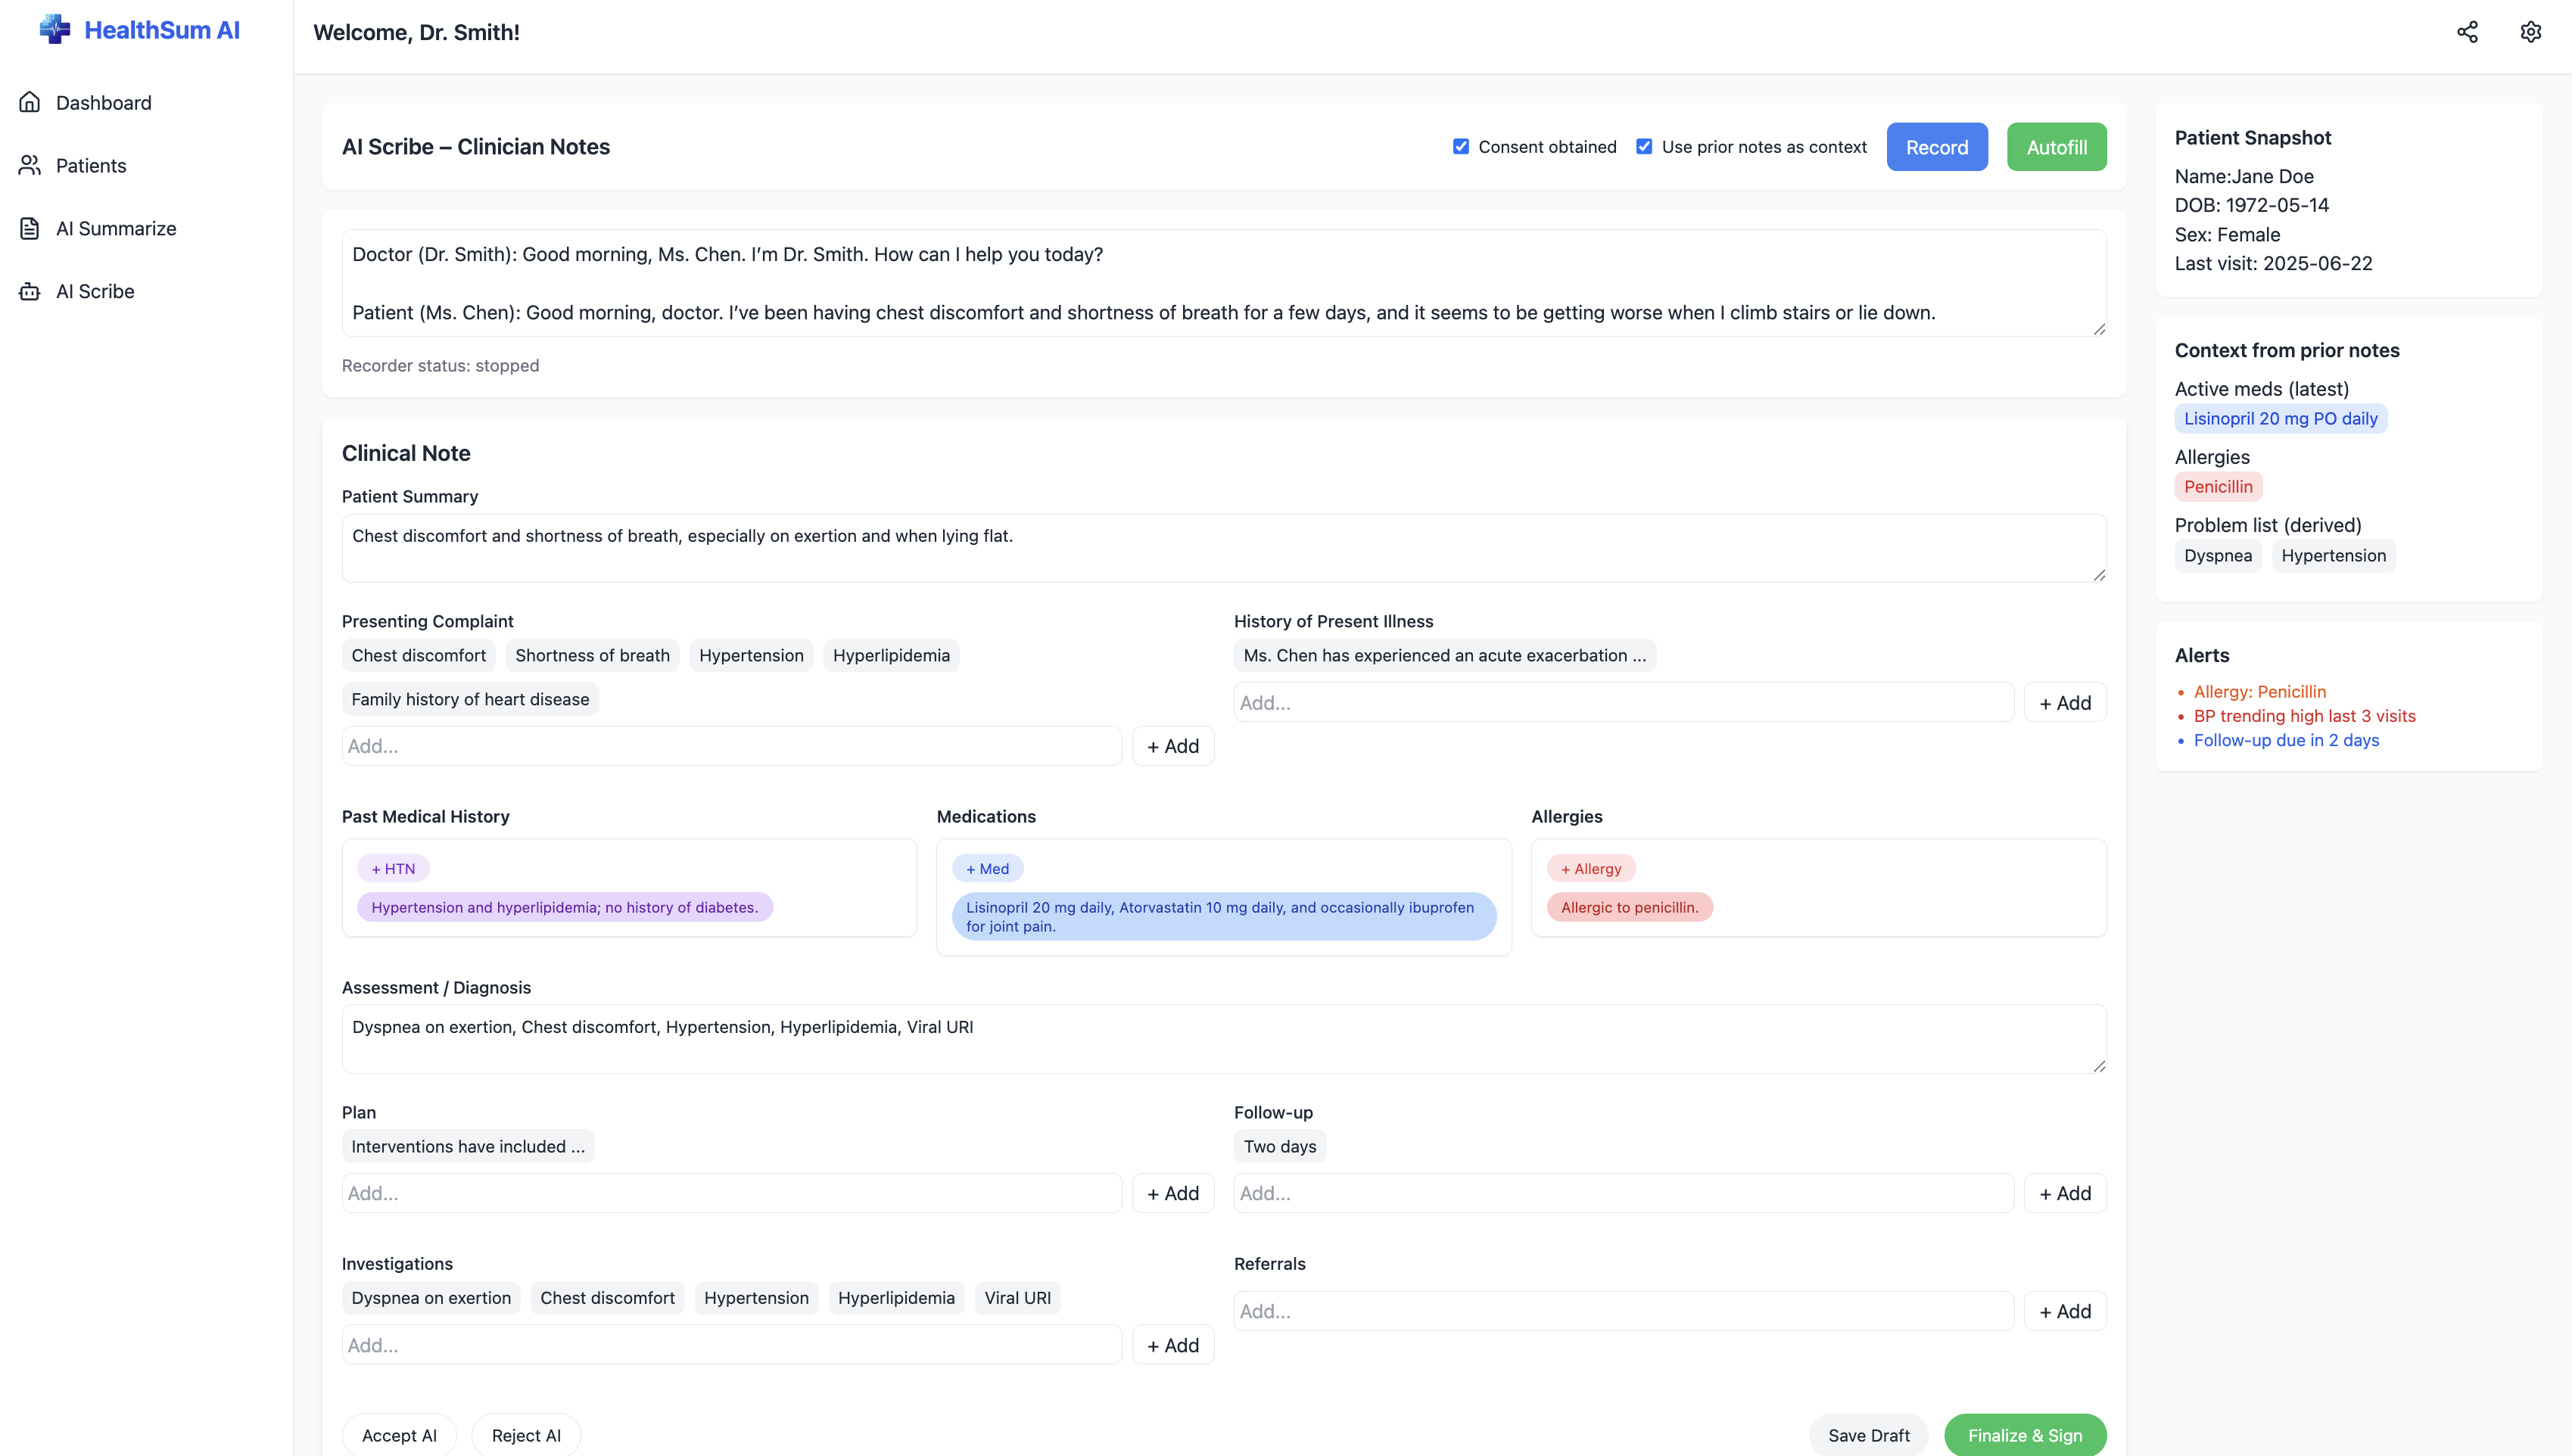 HealthSum AI
Dashboard
Patients
AI Summarize
AI Scribe
Welcome, Dr. Smith!
AI Scribe – Clinician Notes
Consent obtained
Use prior notes as context
Record
Autofill
Doctor (Dr. Smith): Good morning, Ms. Chen. I’m Dr. Smith. How can I help you today?
Patient (Ms. Chen): Good morning, doctor. I’ve been having chest discomfort and shortness of breath for a few days, and it seems to be getting worse when I climb stairs or lie down.
Recorder status: stopped
Clinical Note
Patient Summary
Chest discomfort and shortness of breath, especially on exertion and when lying flat.
Presenting Complaint
Chest discomfort
Shortness of breath
Hypertension
Hyperlipidemia
Family history of heart disease
Add...
+ Add
History of Present Illness
Ms. Chen has experienced an acute exacerbation ...
Add...
+ Add
Past Medical History
+ HTN
Hypertension and hyperlipidemia; no history of diabetes.
Medications
+ Med
Lisinopril 20 mg daily, Atorvastatin 10 mg daily, and occasionally ibuprofen
for joint pain.
Allergies
+ Allergy
Allergic to penicillin.
Assessment / Diagnosis
Dyspnea on exertion, Chest discomfort, Hypertension, Hyperlipidemia, Viral URI
Plan
Interventions have included ...
Add...
+ Add
Follow-up
Two days
Add...
+ Add
Investigations
Dyspnea on exertion
Chest discomfort
Hypertension
Hyperlipidemia
Viral URI
Add...
+ Add
Referrals
Add...
+ Add
Accept AI
Reject AI
Save Draft
Finalize & Sign
Patient Snapshot
Name:Jane Doe
DOB: 1972-05-14
Sex: Female
Last visit: 2025-06-22
Context from prior notes
Active meds (latest)
Lisinopril 20 mg PO daily
Allergies
Penicillin
Problem list (derived)
Dyspnea
Hypertension
Alerts
• Allergy: Penicillin
• BP trending high last 3 visits
• Follow-up due in 2 days